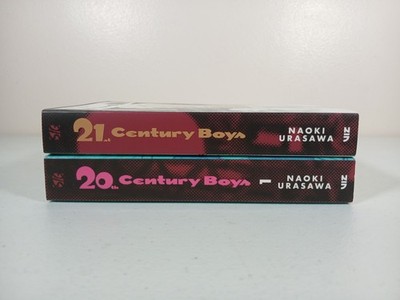 21st Century Boys NAOKI URASAWA VIZ
20th Century Boys 1 NAOKI URASAWA VIZ